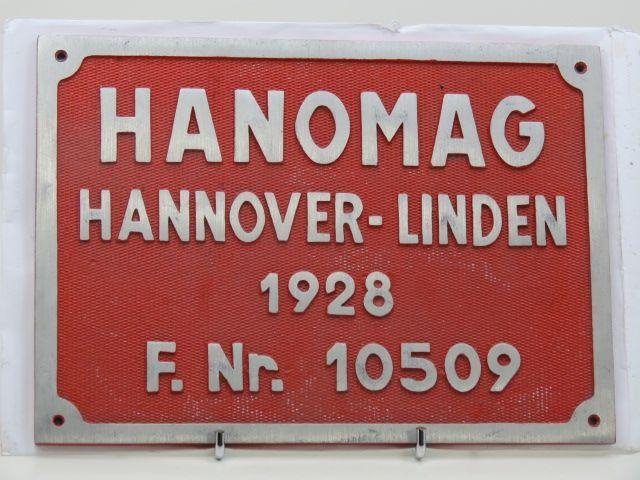 HANOMAG
HANNOVER-LINDEN
1928
F. Nr. 10509